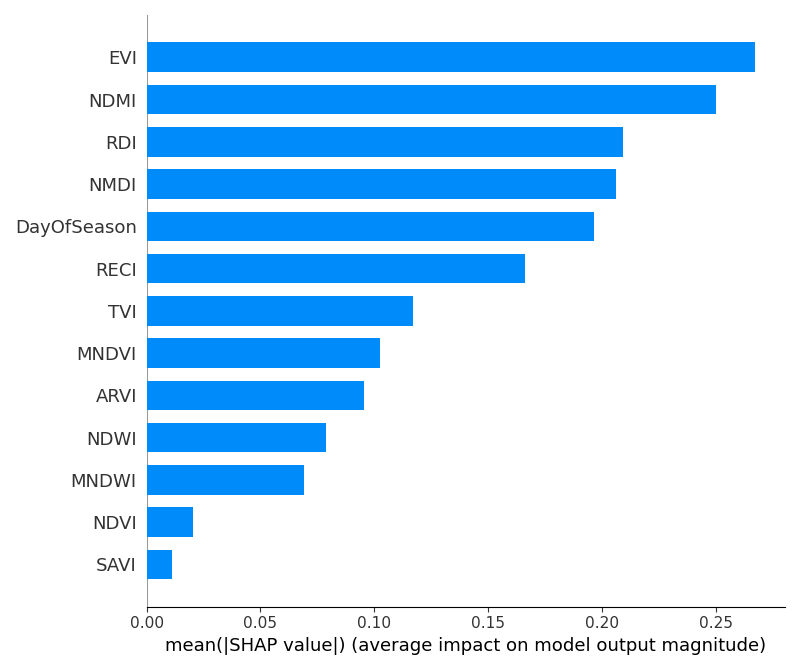 EVI
NDMI
RDI
NMDI
DayOfSeason
RECI
TVI
MNDVI
ARVI
NDWI
MNDWI
NDVI
SAVI
0.00 0.05 0.10 0.15 0.20 0.25
mean(|SHAP value|) (average impact on model output magnitude)